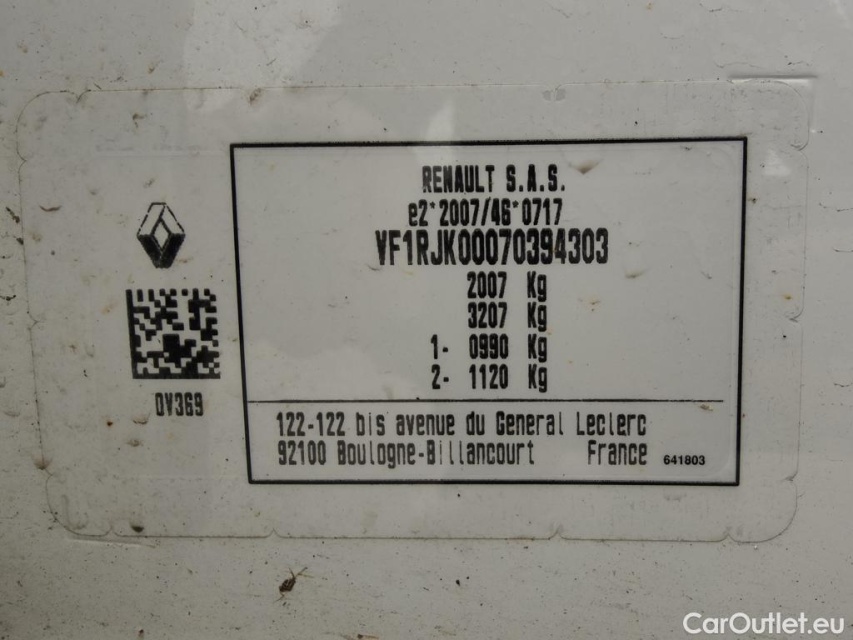 RENAULT S.A.S.
e2*2007/46*0717
VF1RJK00070394303
2007 Kg
3207 Kg
1- 0990 Kg
2- 1120 Kg
DV369
122-122 bis avenue du General Leclerc
92100 Boulogne-Billancourt France 641803
CarOutlet.eu